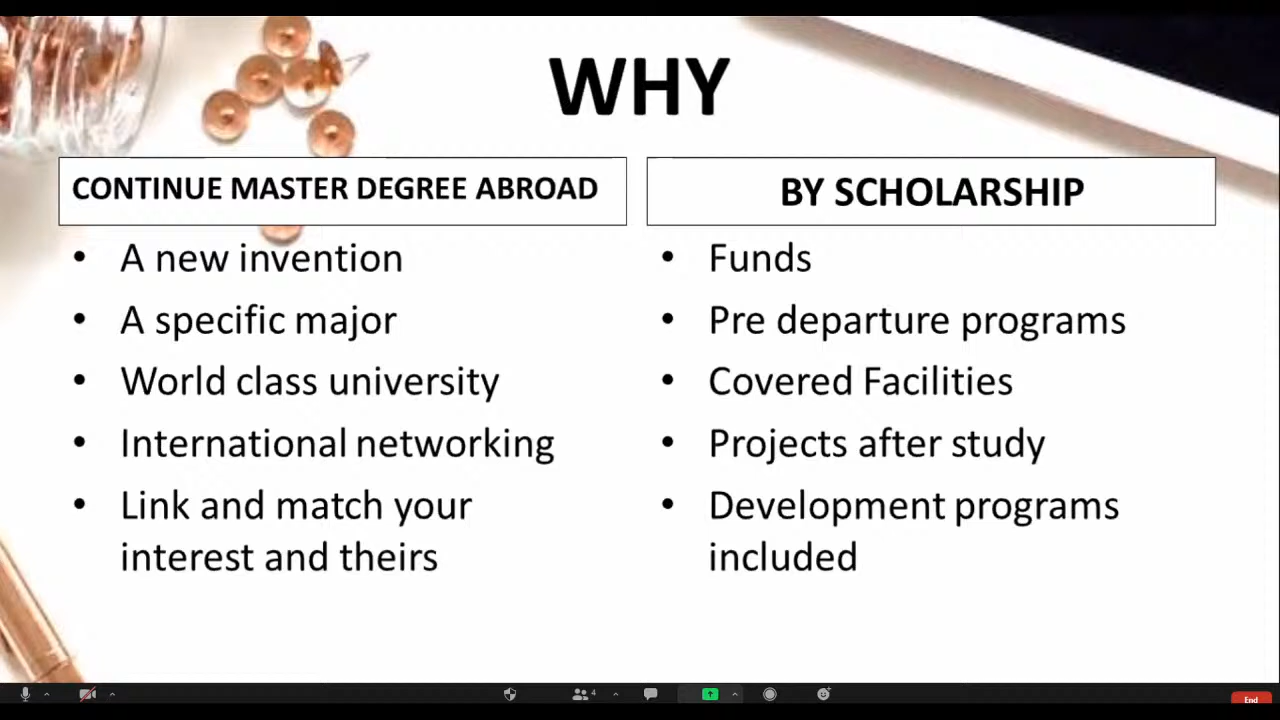 WHY
CONTINUE MASTER DEGREE ABROAD
• A new invention
• A specific major
• World class university
• International networking
• Link and match your
interest and theirs
BY SCHOLARSHIP
• Funds
• Pre departure programs
• Covered Facilities
• Projects after study
• Development programs
included
4
End